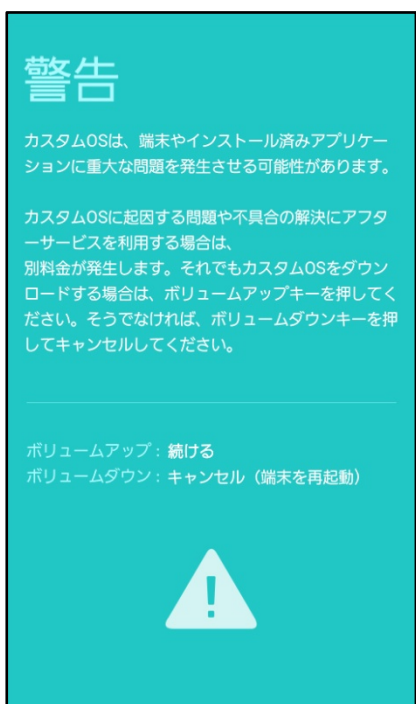 警告
カスタムOSは、端末やインストール済みアプリケー
ションに重大な問題を発生させる可能性があります。
カスタムOSに起因する問題や不具合の解決にアフタ
ーサービスを利用する場合は、
別料金が発生します。それでもカスタムOSをダウン
ロードする場合は、ボリュームアップキーを押してく
ださい。そうでなければ、ボリュームダウンキーを押
してキャンセルしてください。
ボリュームアップ : 続ける
ボリュームダウン : キャンセル（端末を再起動）